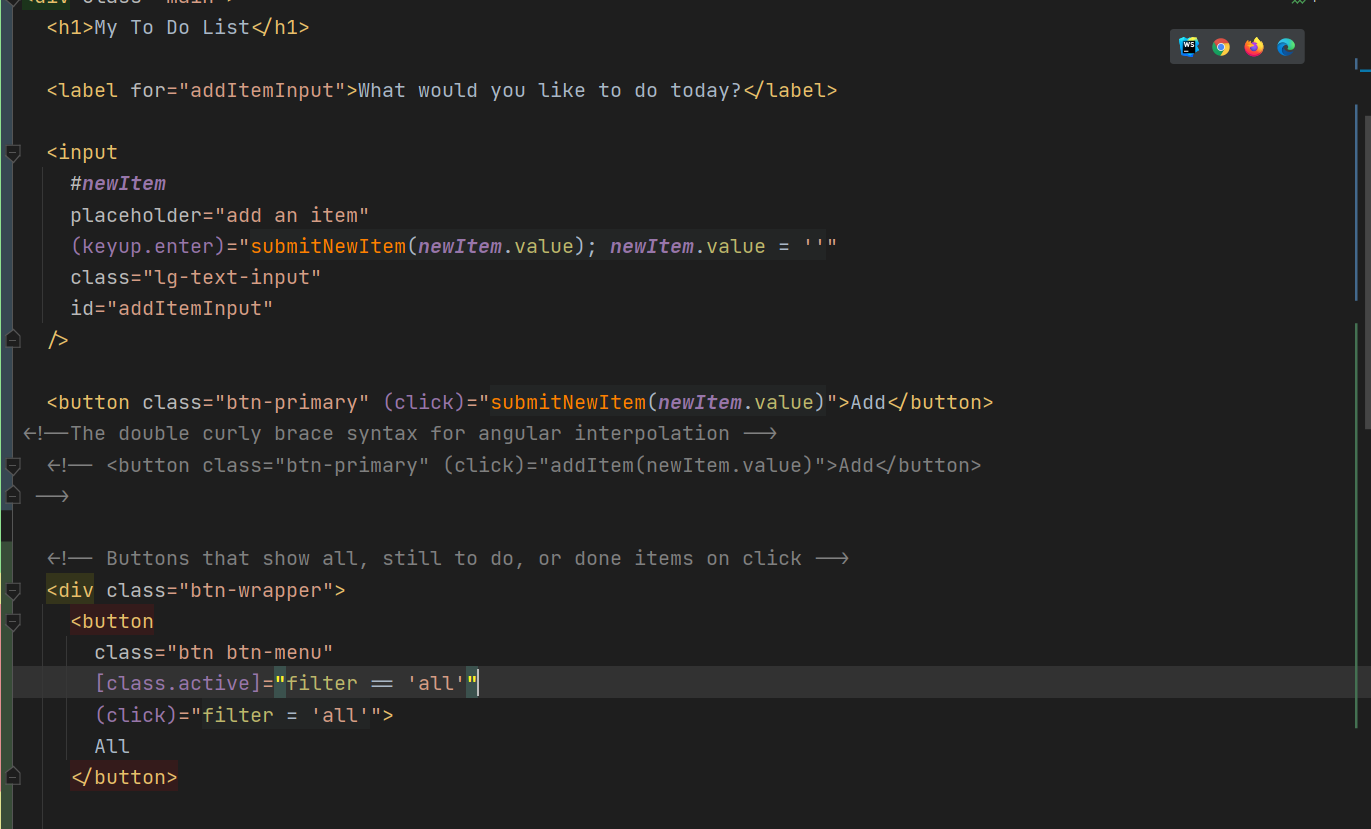 <div class="main">
<h1>My To Do List</h1>
WS
<label for="addItemInput">What would you like to do today?</label>
<input
#newItem
placeholder="add an item"
(keyup.enter)="submitNewItem(newItem.value); newItem.value = ''"
class="lg-text-input"
id="addItemInput"
/>
<button class="btn-primary" (click)="submitNewItem(newItem.value)">Add</button>
<!--The double curly brace syntax for angular interpolation -->
<!-- <button class="btn-primary" (click)="addItem(newItem.value)">Add</button>
-->
<!-- Buttons that show all, still to do, or done items on click -->
<div class="btn-wrapper">
<button
class="btn btn-menu"
[class.active]="filter == 'all'"
(click)="filter = 'all'">
All
</button>